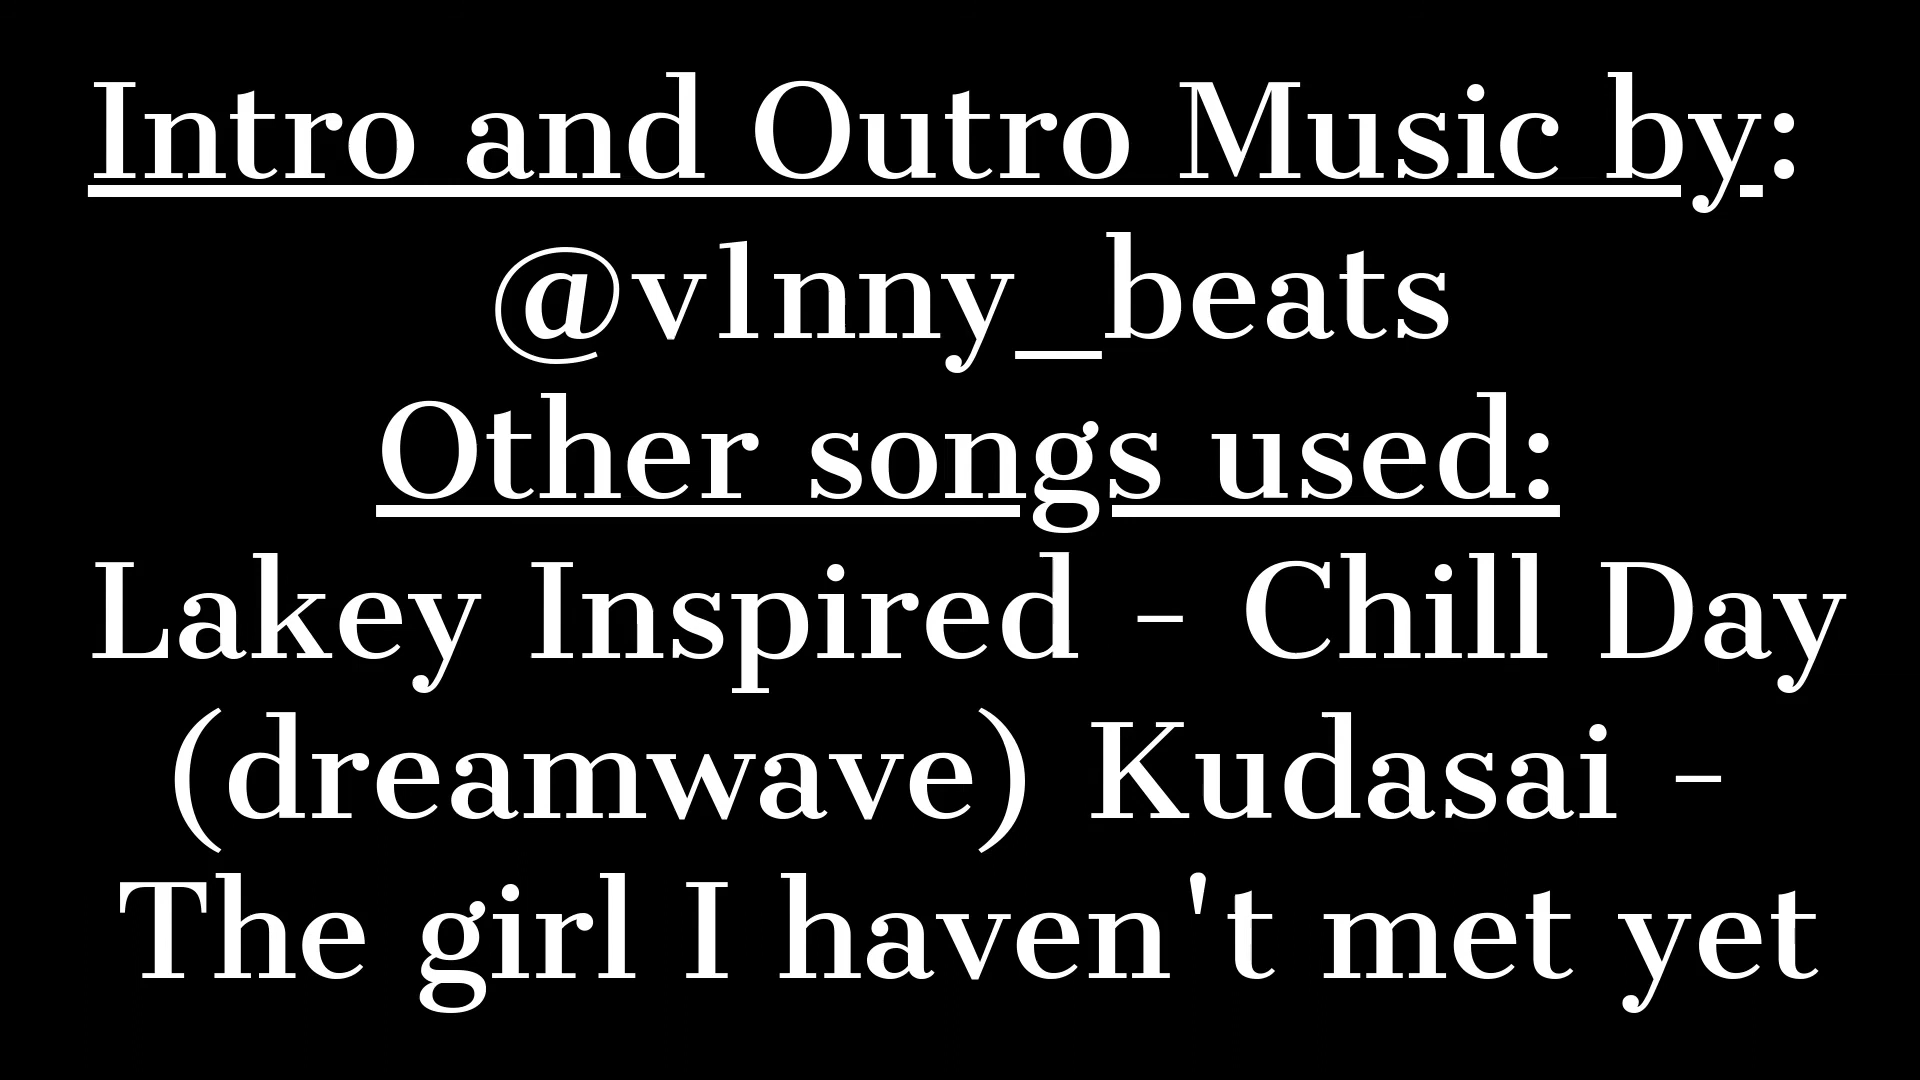 Intro and Outro Music by:
@v1nny_beats
Other songs used:
Lakey Inspired - Chill Day
(dreamwave) Kudasai -
The girl I haven't met yet